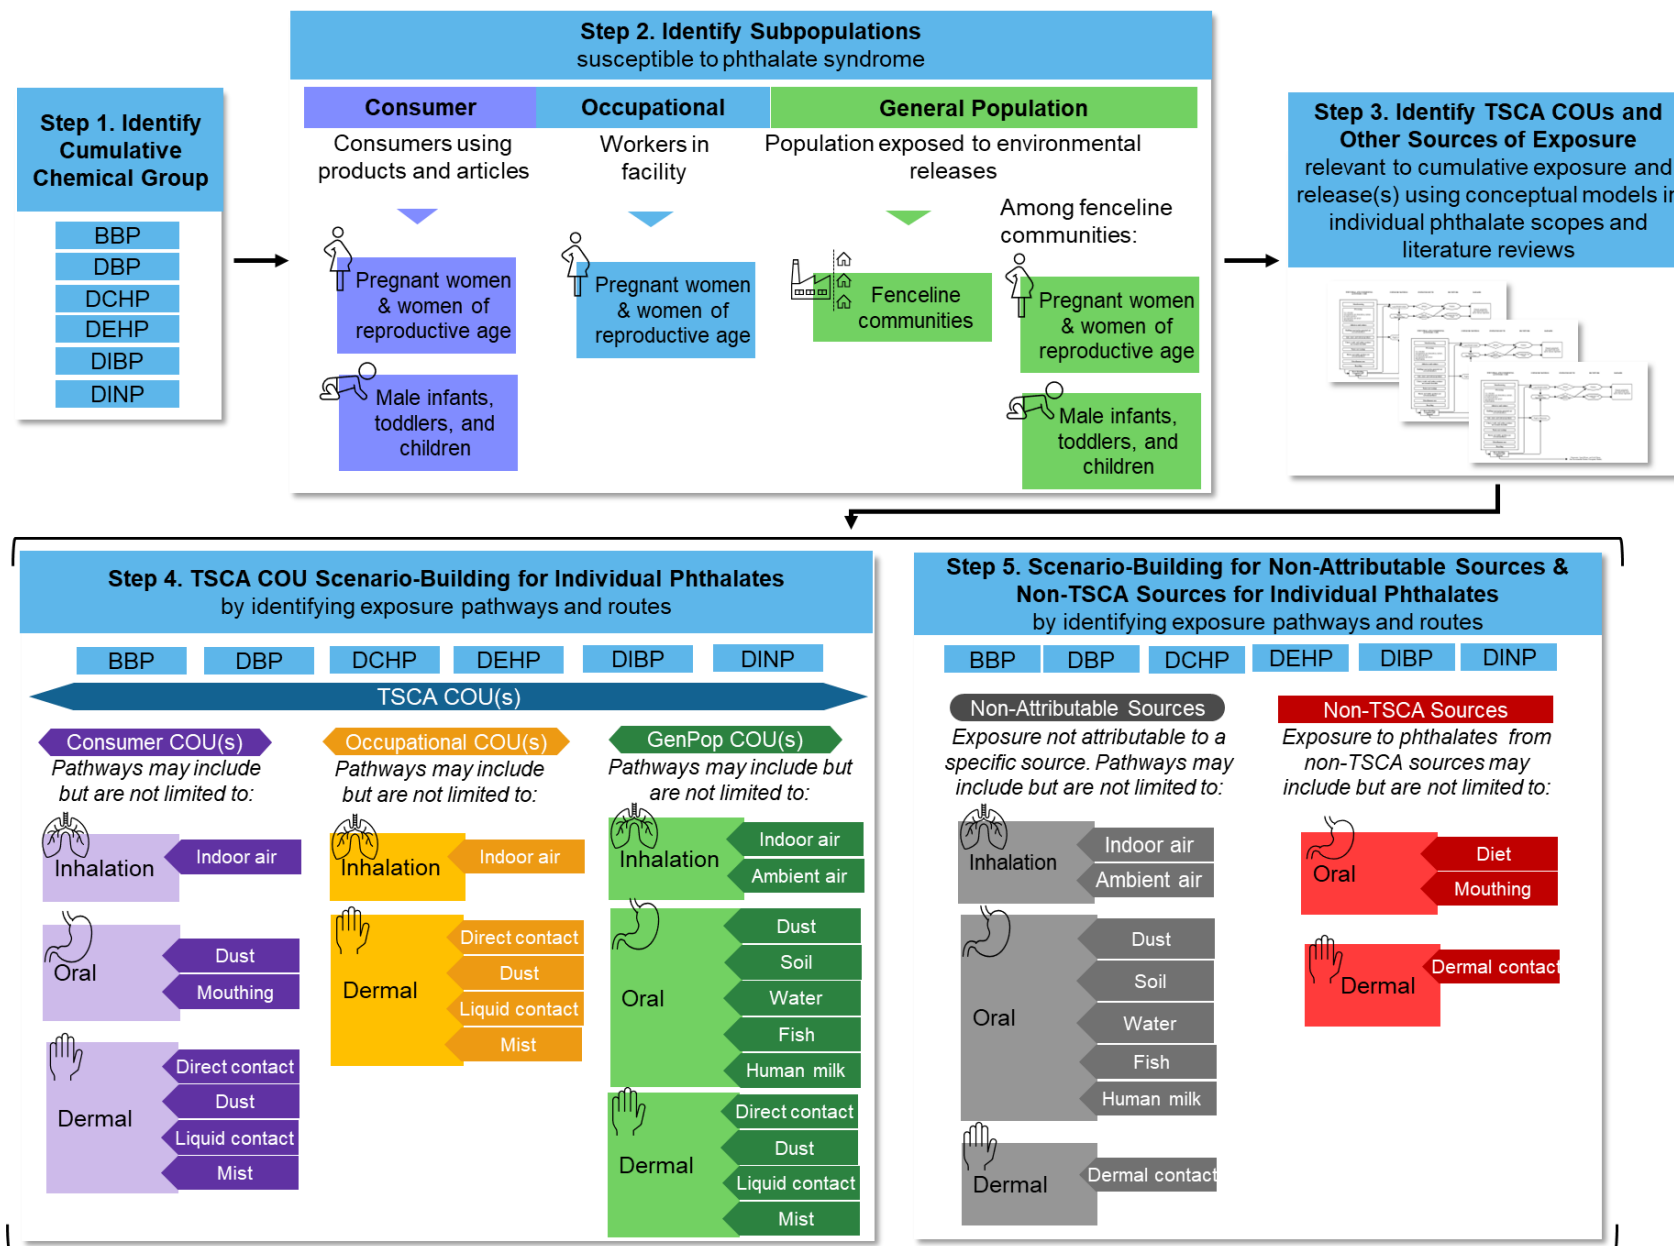 Step 1. Identify
Cumulative
Chemical Group
BBP
DBP
DCHP
DEHP
DIBP
DINP
Step 2. Identify Subpopulations
susceptible to phthalate syndrome
Consumer
Consumers using
products and articles
Pregnant women
& women of
reproductive age
Male infants,
toddlers, and
children
Occupational
Workers in
facility
Pregnant women
& women of
reproductive age
General Population
Population exposed to environmental
releases
Fenceline
communities
Among fenceline
communities:
Pregnant women
& women of
reproductive age
Male infants,
toddlers, and
children
Step 3. Identify TSCA COUs and
Other Sources of Exposure
relevant to cumulative exposure and
release(s) using conceptual models in
individual phthalate scopes and
literature reviews
Step 4. TSCA COU Scenario-Building for Individual Phthalates
by identifying exposure pathways and routes
BBP
DBP
DCHP
DEHP
DIBP
DINP
TSCA COU(s)
Consumer COU(s)
Pathways may include
but are not limited to:
Inhalation
Indoor air
Oral
Dust
Mouthing
Dermal
Direct contact
Dust
Liquid contact
Mist
Occupational COU(s)
Pathways may include
but are not limited to:
Inhalation
Indoor air
Dermal
Direct contact
Dust
Liquid contact
Mist
GenPop COU(s)
Pathways may include but
are not limited to:
Inhalation
Indoor air
Ambient air
Oral
Dust
Soil
Water
Fish
Human milk
Dermal
Direct contact
Dust
Liquid contact
Mist
Step 5. Scenario-Building for Non-Attributable Sources &
Non-TSCA Sources for Individual Phthalates
by identifying exposure pathways and routes
BBP
DBP
DCHP
DEHP
DIBP
DINP
Non-Attributable Sources
Exposure not attributable to a
specific source. Pathways may
include but are not limited to:
Inhalation
Indoor air
Ambient air
Oral
Dust
Soil
Water
Fish
Human milk
Dermal
Dermal contact
Non-TSCA Sources
Exposure to phthalates from
non-TSCA sources may
include but are not limited to:
Oral
Diet
Mouthing
Dermal
Dermal contact